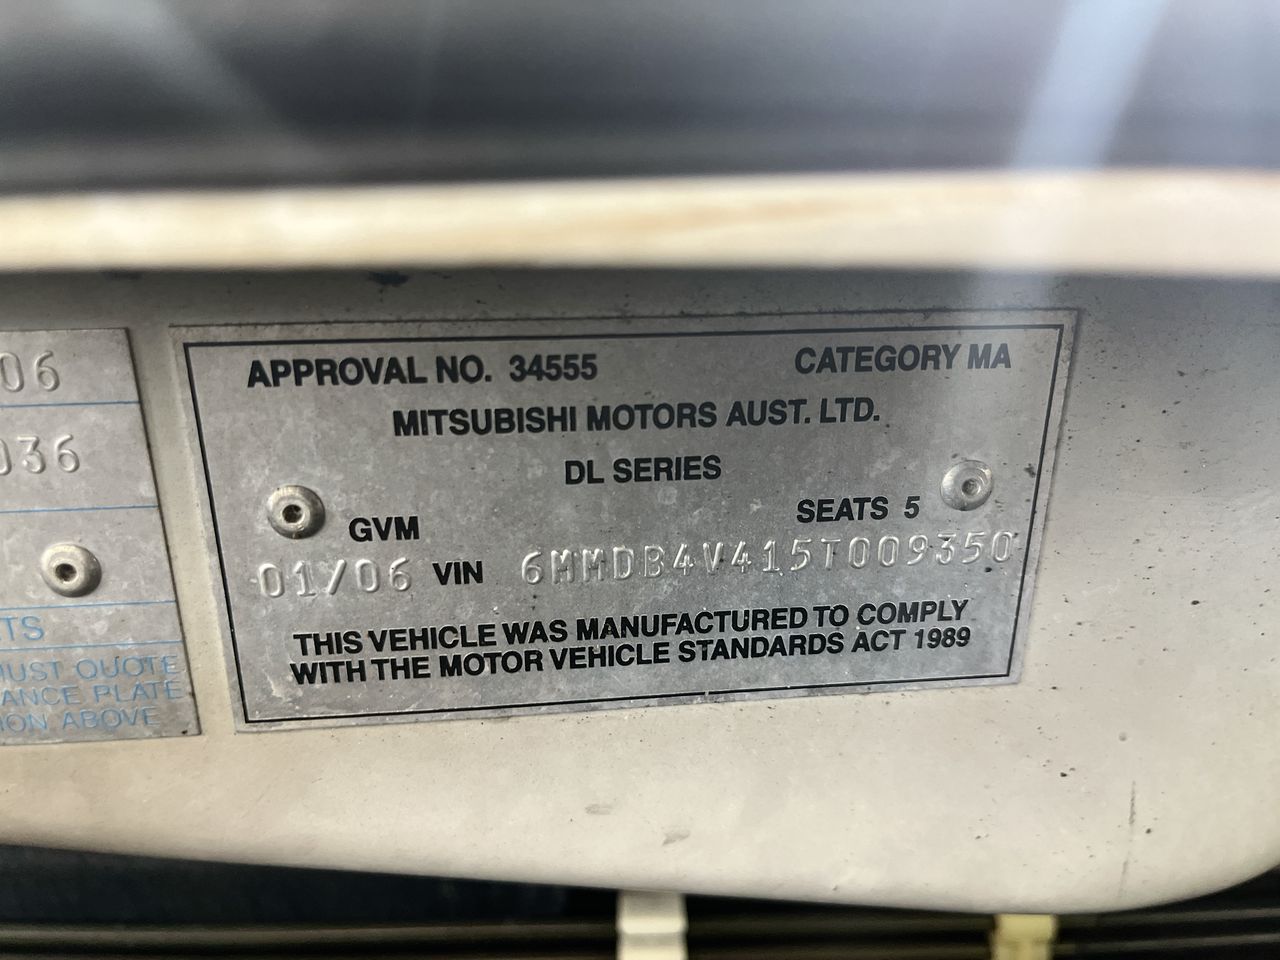 06
036
TS
MUST QUOTE
ANCE PLATE
ION ABOVE
APPROVAL NO. 34555 CATEGORY MA
MITSUBISHI MOTORS AUST. LTD.
DL SERIES
GVM SEATS 5
01/06 VIN 6MMDB4V415T009350
THIS VEHICLE WAS MANUFACTURED TO COMPLY
WITH THE MOTOR VEHICLE STANDARDS ACT 1989